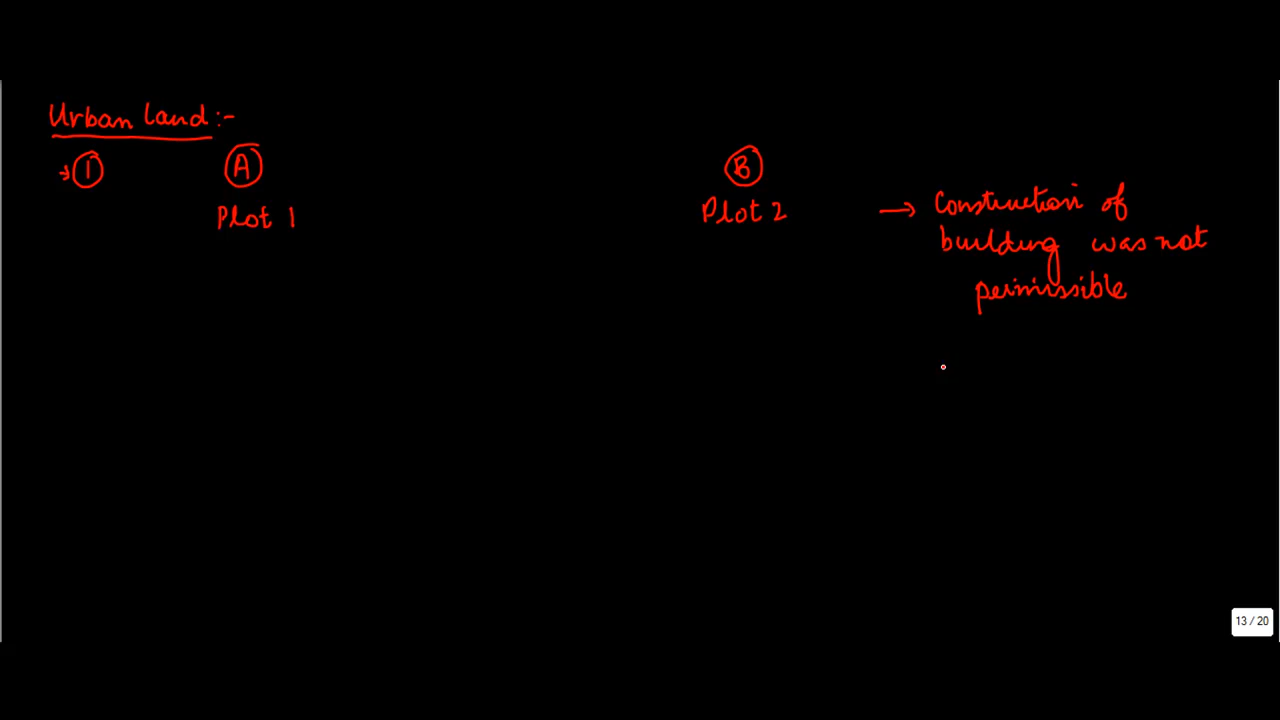 Urban Land :-
→ 1 A B
Plot 1 Plot 2 → Construction of
building was not
permissible
13 / 20